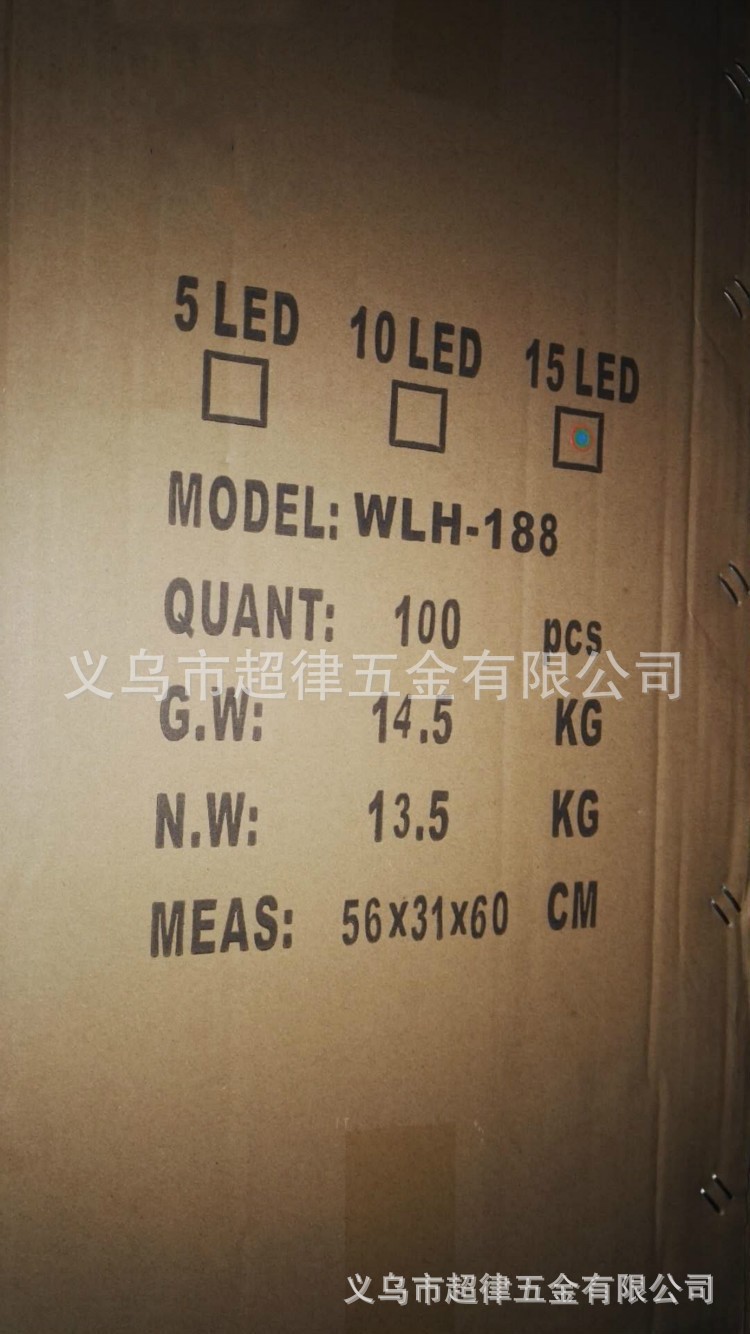 5 LED 10 LED 15 LED
MODEL: WLH-188
QUANT: 100 pcs
义乌市超律五金有限公司
G.W: 14.5 KG
N.W: 13.5 KG
MEAS: 56x31x60 CM
义乌市超律五金有限公司